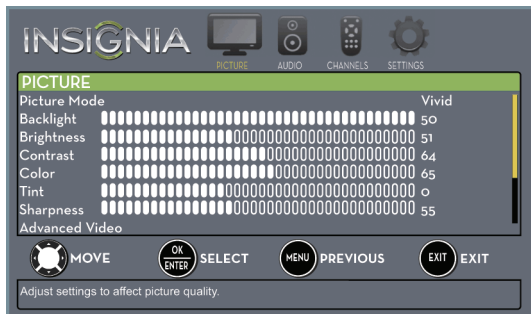 INSIGNIA
PICTURE AUDIO CHANNELS SETTINGS
PICTURE
Picture Mode Vivid
Backlight 50
Brightness 51
Contrast 64
Color 65
Tint 0
Sharpness 55
Advanced Video
MOVE OK ENTER SELECT MENU PREVIOUS EXIT EXIT
Adjust settings to affect picture quality.